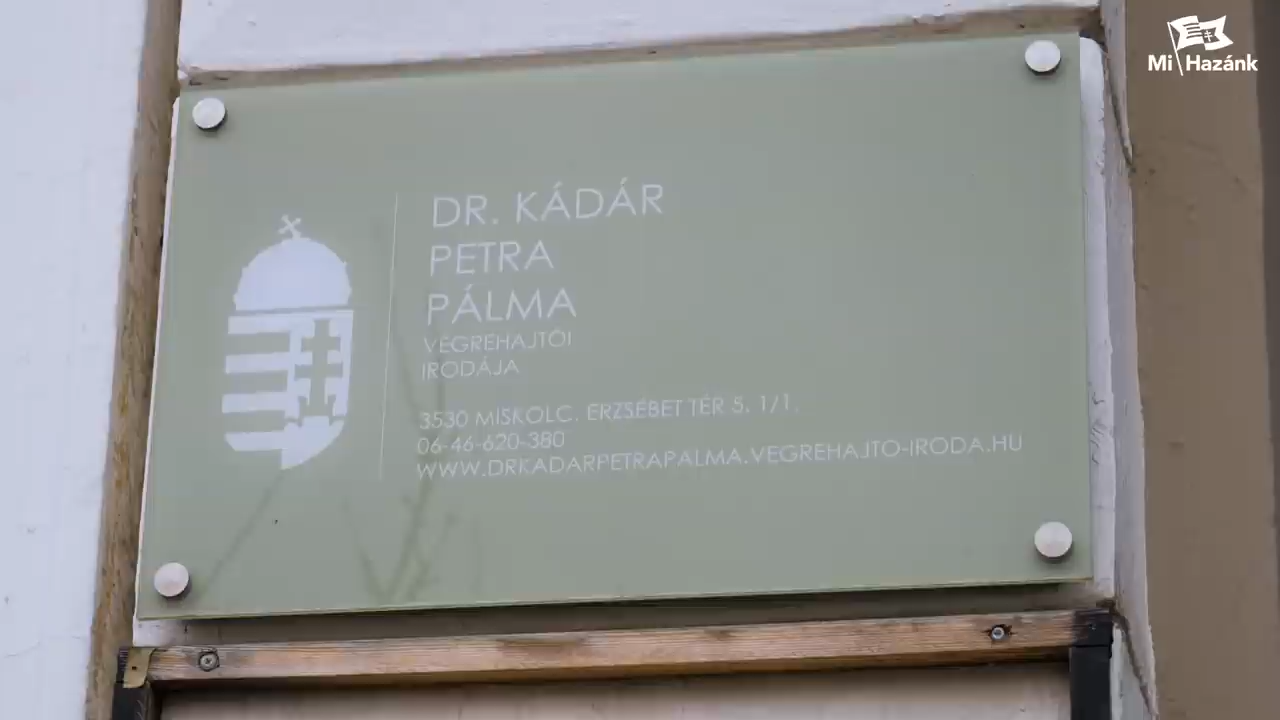 Mi Hazánk
DR. KÁDÁR
PETRA
PÁLMA
VÉGREHAJTÓI
IRODÁJA
3530 MISKOLC, ERZSÉBET TÉR 5. 1/1.
06-46-620-380
WWW.DRKADARPETRAPALMA.VEGREHAJTO-IRODA.HU